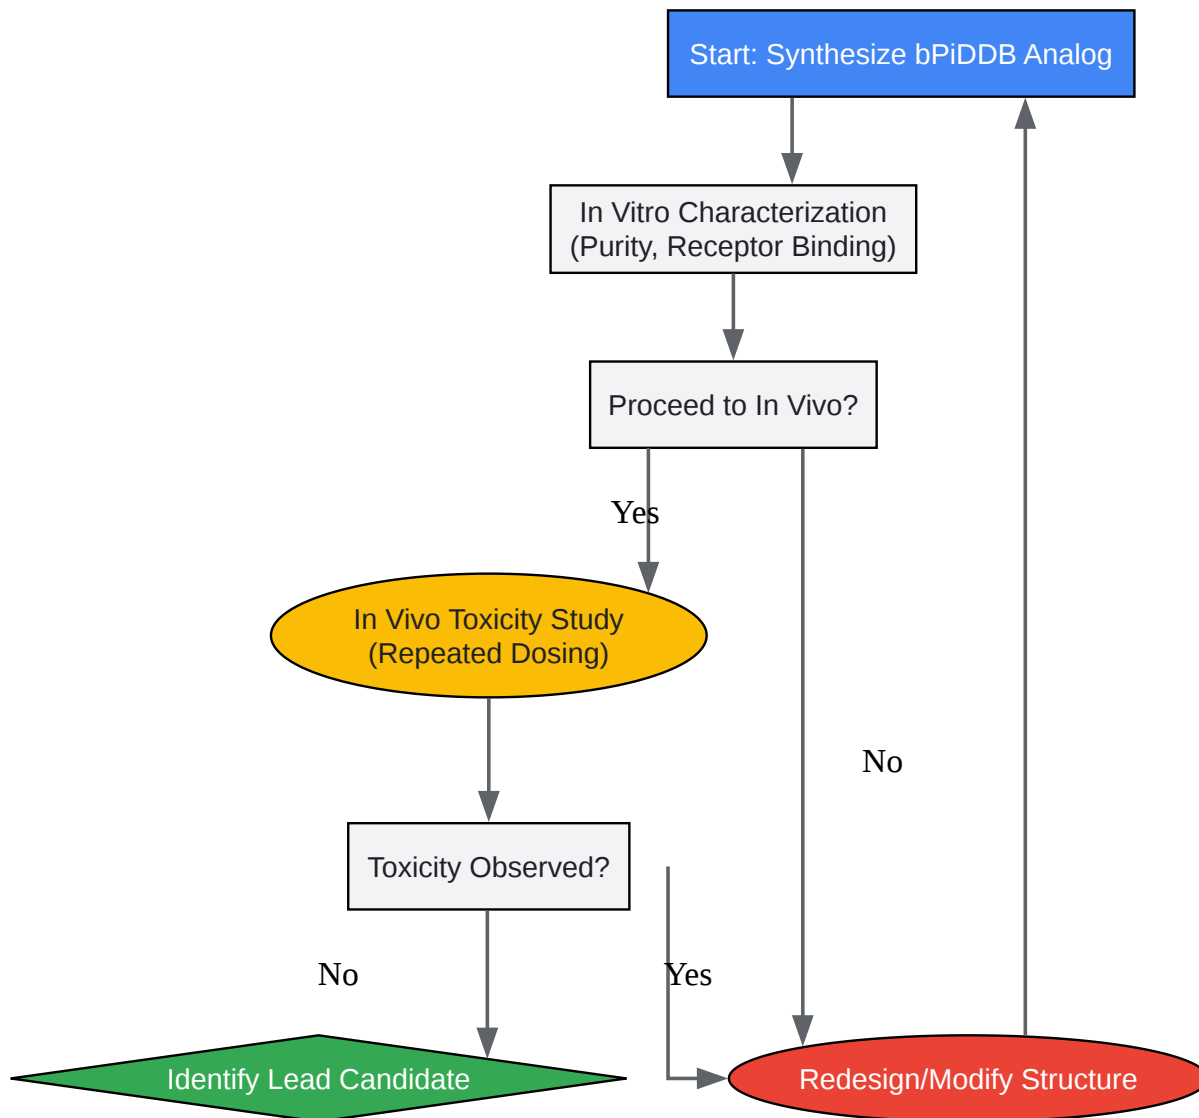 Start: Synthesize bPiDDB Analog
In Vitro Characterization
(Purity, Receptor Binding)
Proceed to In Vivo?
Yes
In Vivo Toxicity Study
(Repeated Dosing)
No
Toxicity Observed?
No
Yes
Identify Lead Candidate
Redesign/Modify Structure